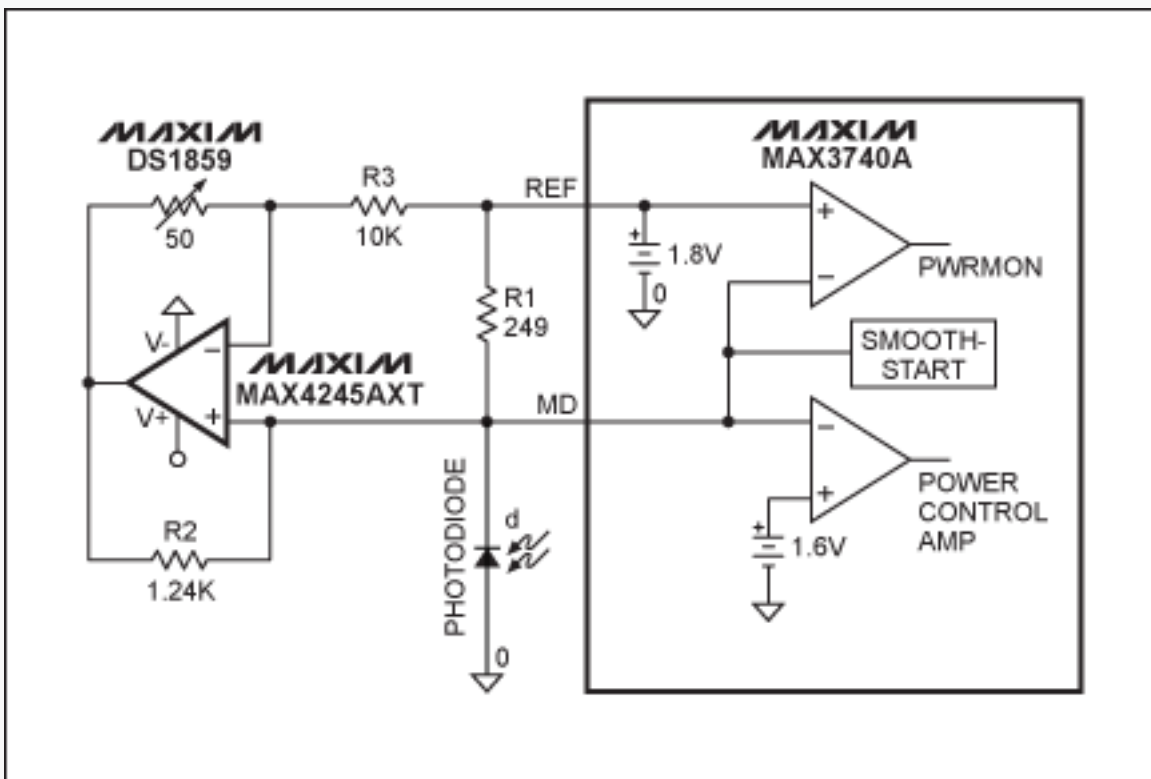 MAXIM
DS1859
50
R3
10K
REF
R1
249
V-
−
V+
+
MAXIM
MAX4245AXT
MD
R2
1.24K
PHOTODIODE
d
0
MAXIM
MAX3740A
+
1.8V
0
+
−
PWRMON
SMOOTH-
START
−
+
+
1.6V
POWER
CONTROL
AMP